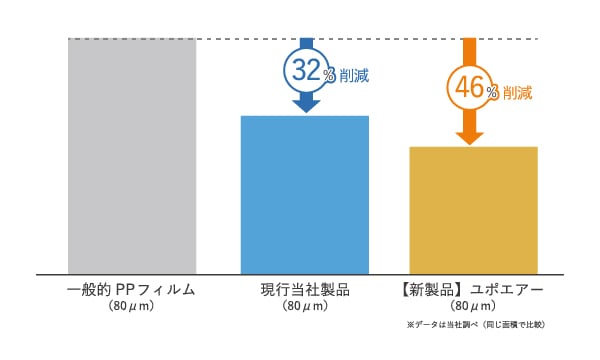 32%削減
46%削減
一般的 PPフィルム
（80μm）
現行当社製品
（80μm）
【新製品】ユポエアー
（80μm）
※データは当社調べ（同じ面積で比較）